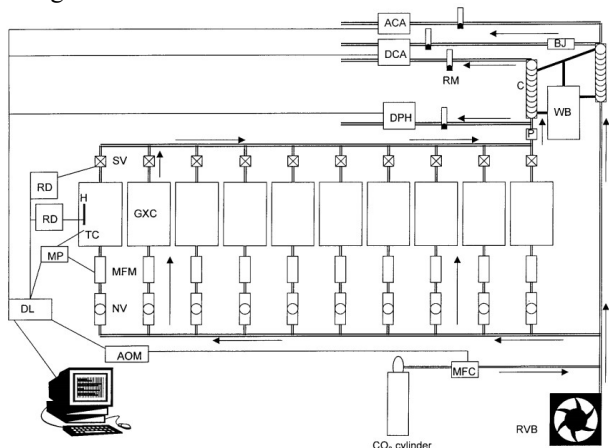 ACA
BJ
DCA
RM
C
WB
DPH
SV
RD
H
RD
GXC
TC
MP
MFM
NV
DL
AOM
MFC
RVB
CO₂ cylinder